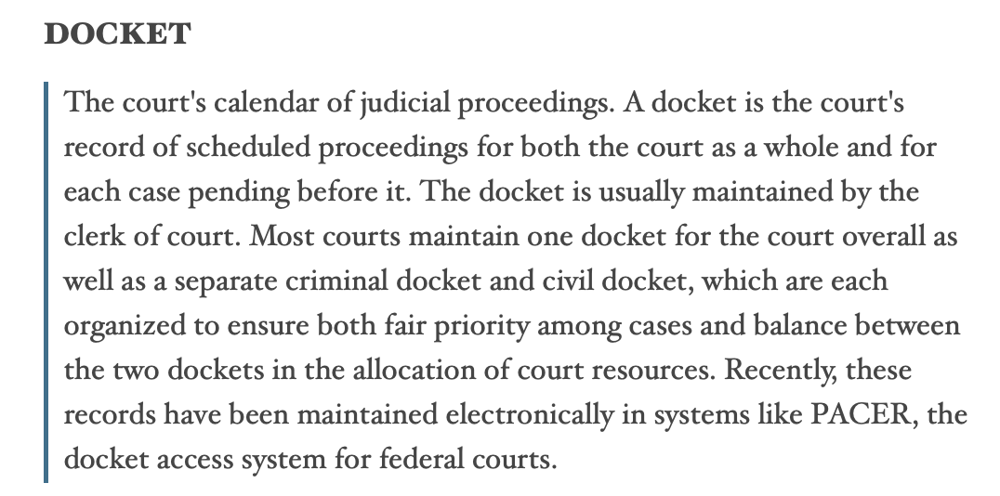 DOCKET
The court's calendar of judicial proceedings. A docket is the court's
record of scheduled proceedings for both the court as a whole and for
each case pending before it. The docket is usually maintained by the
clerk of court. Most courts maintain one docket for the court overall as
well as a separate criminal docket and civil docket, which are each
organized to ensure both fair priority among cases and balance between
the two dockets in the allocation of court resources. Recently, these
records have been maintained electronically in systems like PACER, the
docket access system for federal courts.